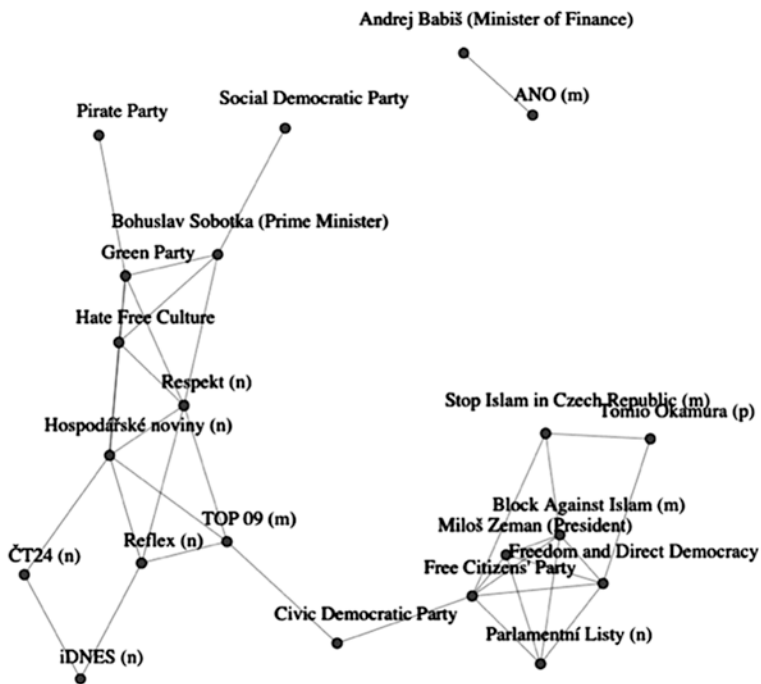 Andrej Babiš (Minister of Finance)
ANO (m)
Social Democratic Party
Pirate Party
Bohuslav Sobotka (Prime Minister)
Green Party
Hate Free Culture
Respekt (n)
Stop Islam in Czech Republic (m)
Tomio Okamura (p)
Hospodářské noviny (n)
Block Against Islam (m)
TOP 09 (m)
Miloš Zeman (President)
Reflex (n)
ČT24 (n)
Freedom and Direct Democracy
Free Citizens' Party
Civic Democratic Party
Parlamentní Listy (n)
iDNES (n)